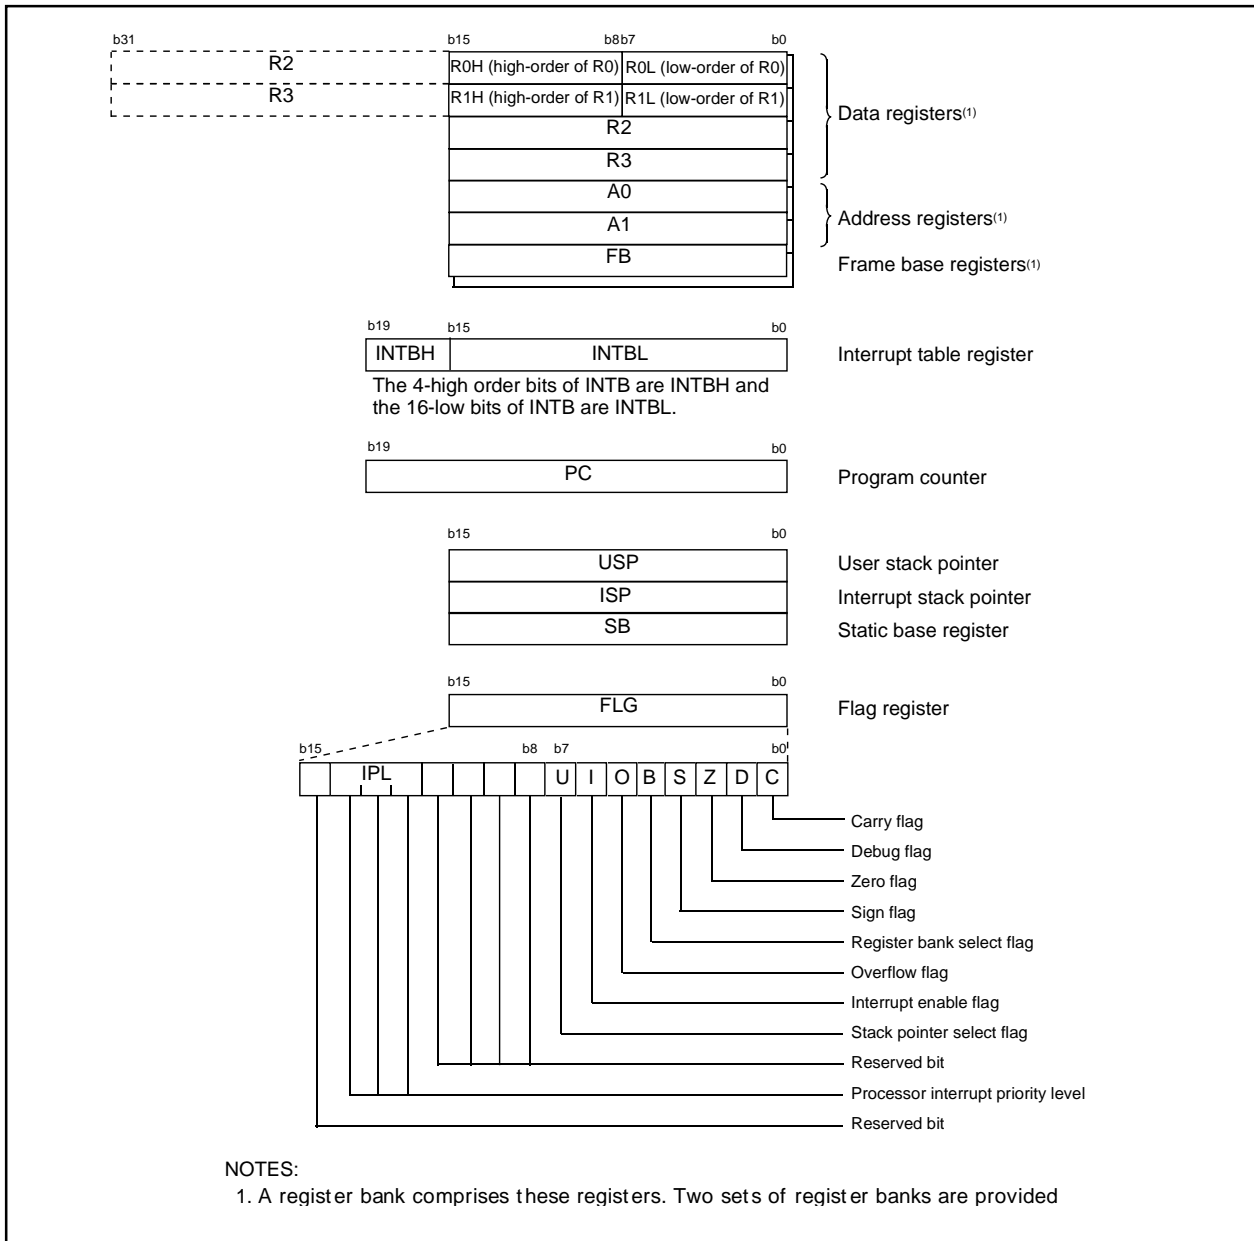 b31 b15 b8b7 b0
R2 R0H (high-order of R0) R0L (low-order of R0)
R3 R1H (high-order of R1) R1L (low-order of R1)
Data registers(1)
R2
R3
A0
Address registers(1)
A1
FB
Frame base registers(1)
b19 b15 b0
INTBH INTBL Interrupt table register
The 4-high order bits of INTB are INTBH and
the 16-low bits of INTB are INTBL.
b19 b0
PC Program counter
b15 b0
USP User stack pointer
ISP Interrupt stack pointer
SB Static base register
b15 b0
FLG Flag register
b15 b8 b7 b0
IPL U I O B S Z D C
Carry flag
Debug flag
Zero flag
Sign flag
Register bank select flag
Overflow flag
Interrupt enable flag
Stack pointer select flag
Reserved bit
Processor interrupt priority level
Reserved bit
NOTES:
1. A register bank comprises these registers. Two sets of register banks are provided